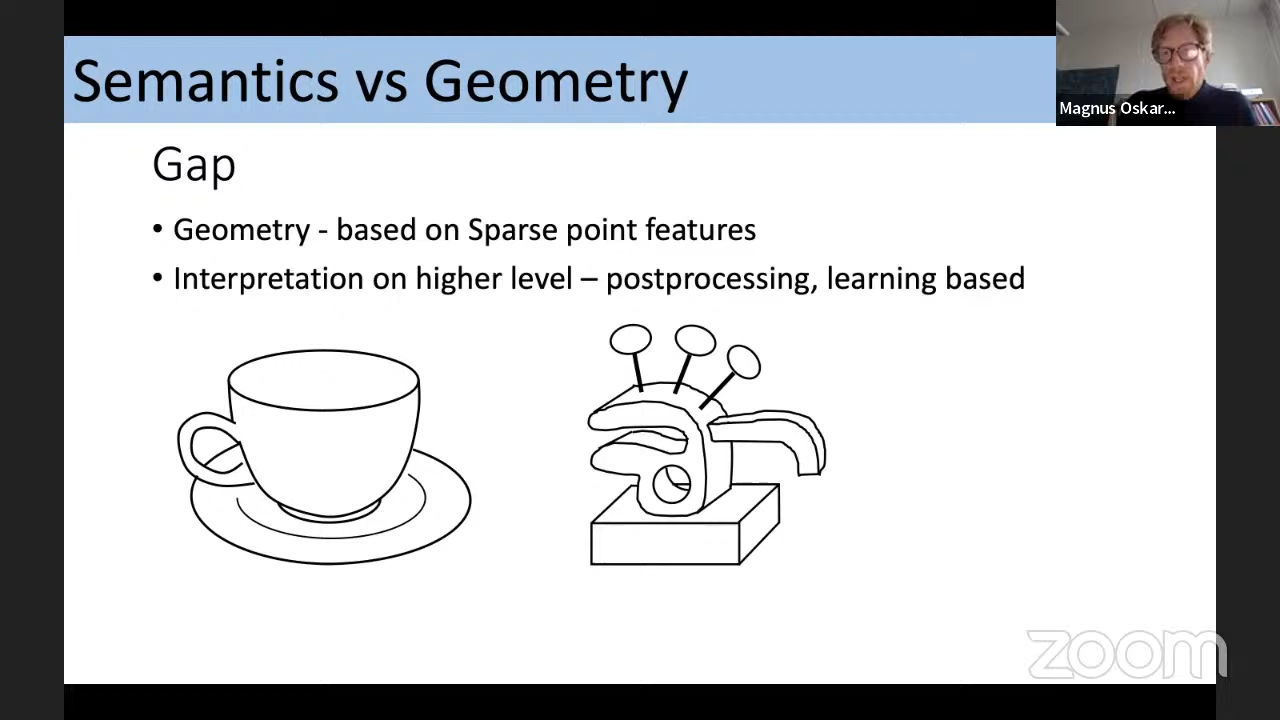 Semantics vs Geometry
Magnus Oskar...
Gap
• Geometry - based on Sparse point features
• Interpretation on higher level – postprocessing, learning based
zoom